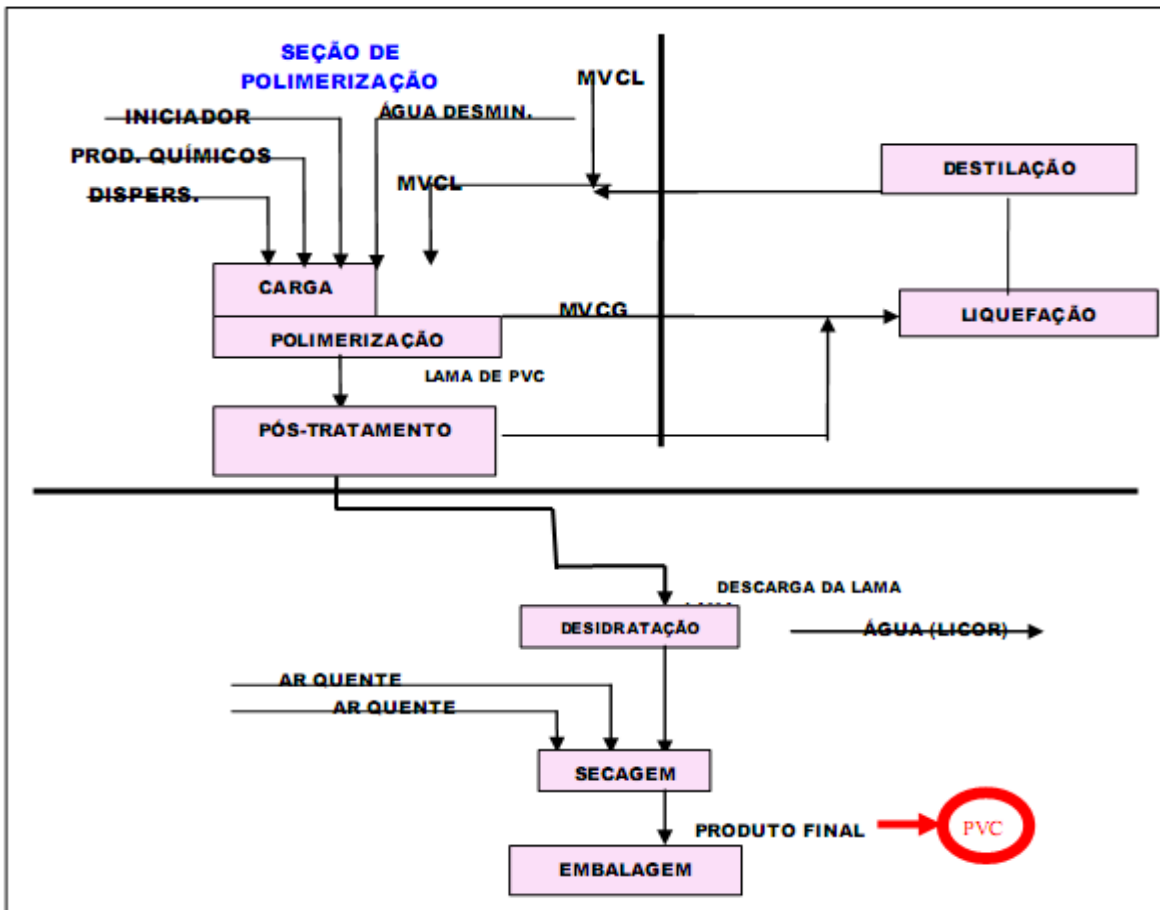 SEÇÃO DE
POLIMERIZAÇÃO
MVCL
INICIADOR
ÁGUA DESMIN.
PROD. QUÍMICOS
DISPERS.
MVCL
DESTILAÇÃO
CARGA
MVCG
LIQUEFAÇÃO
POLIMERIZAÇÃO
LAMA DE PVC
PÓS-TRATAMENTO
DESCARGA DA LAMA
DESIDRATAÇÃO
ÁGUA (LICOR)
AR QUENTE
AR QUENTE
SECAGEM
PRODUTO FINAL
PVC
EMBALAGEM